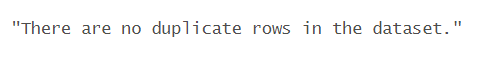 "There are no duplicate rows in the dataset."